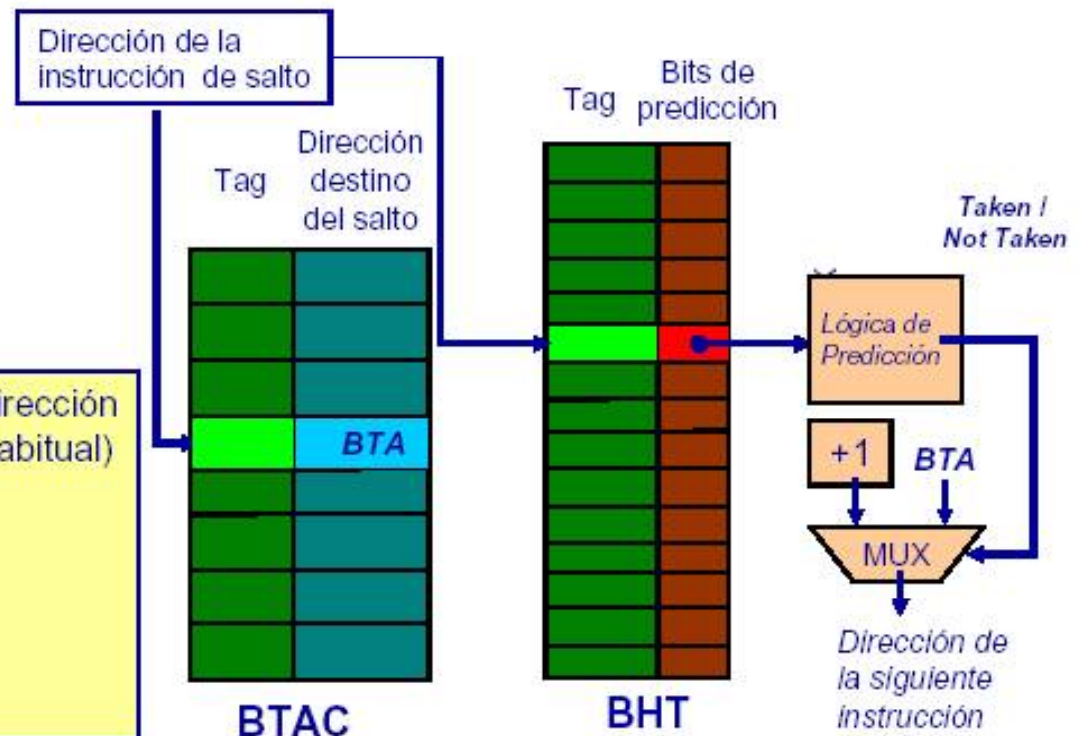 Dirección de la
instrucción de salto
Tag
Dirección
destino
del salto
BTA
BTAC
Tag
Bits de
predicción
BHT
Taken /
Not Taken
Lógica de
Predicción
+1
BTA
MUX
Dirección de
la siguiente
instrucción